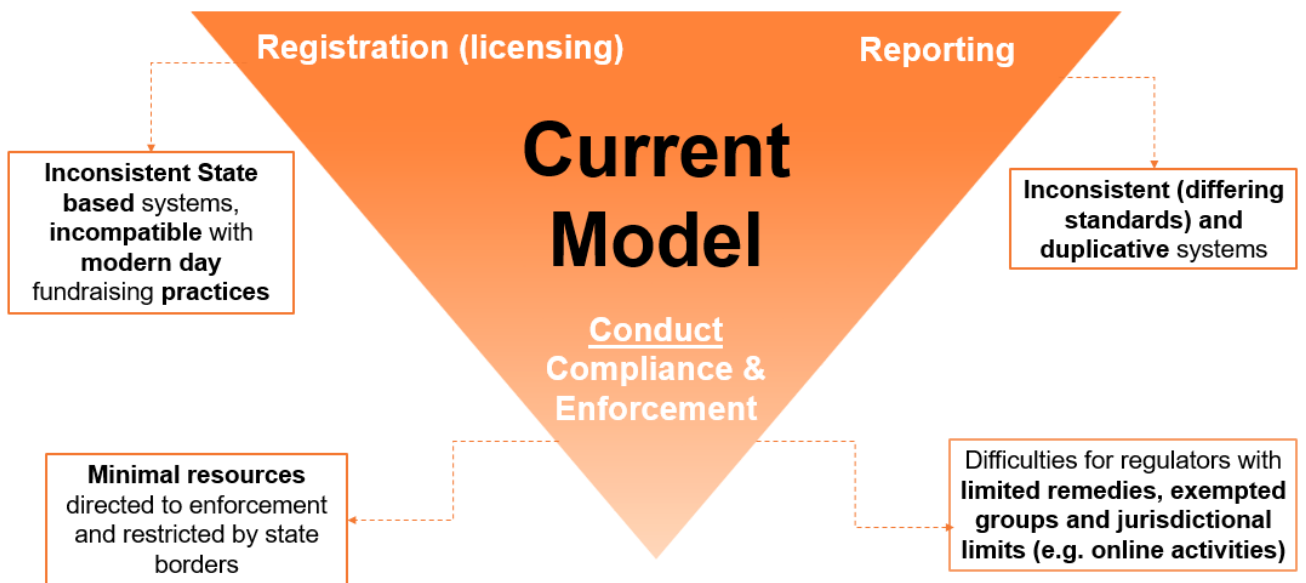 Registration (licensing)
Reporting
Current
Model
Inconsistent State
based systems,
incompatible with
modern day
fundraising practices
Inconsistent (differing
standards) and
duplicative systems
Conduct
Compliance &
Enforcement
Minimal resources
directed to enforcement
and restricted by state
borders
Difficulties for regulators with
limited remedies, exempted
groups and jurisdictional
limits (e.g. online activities)